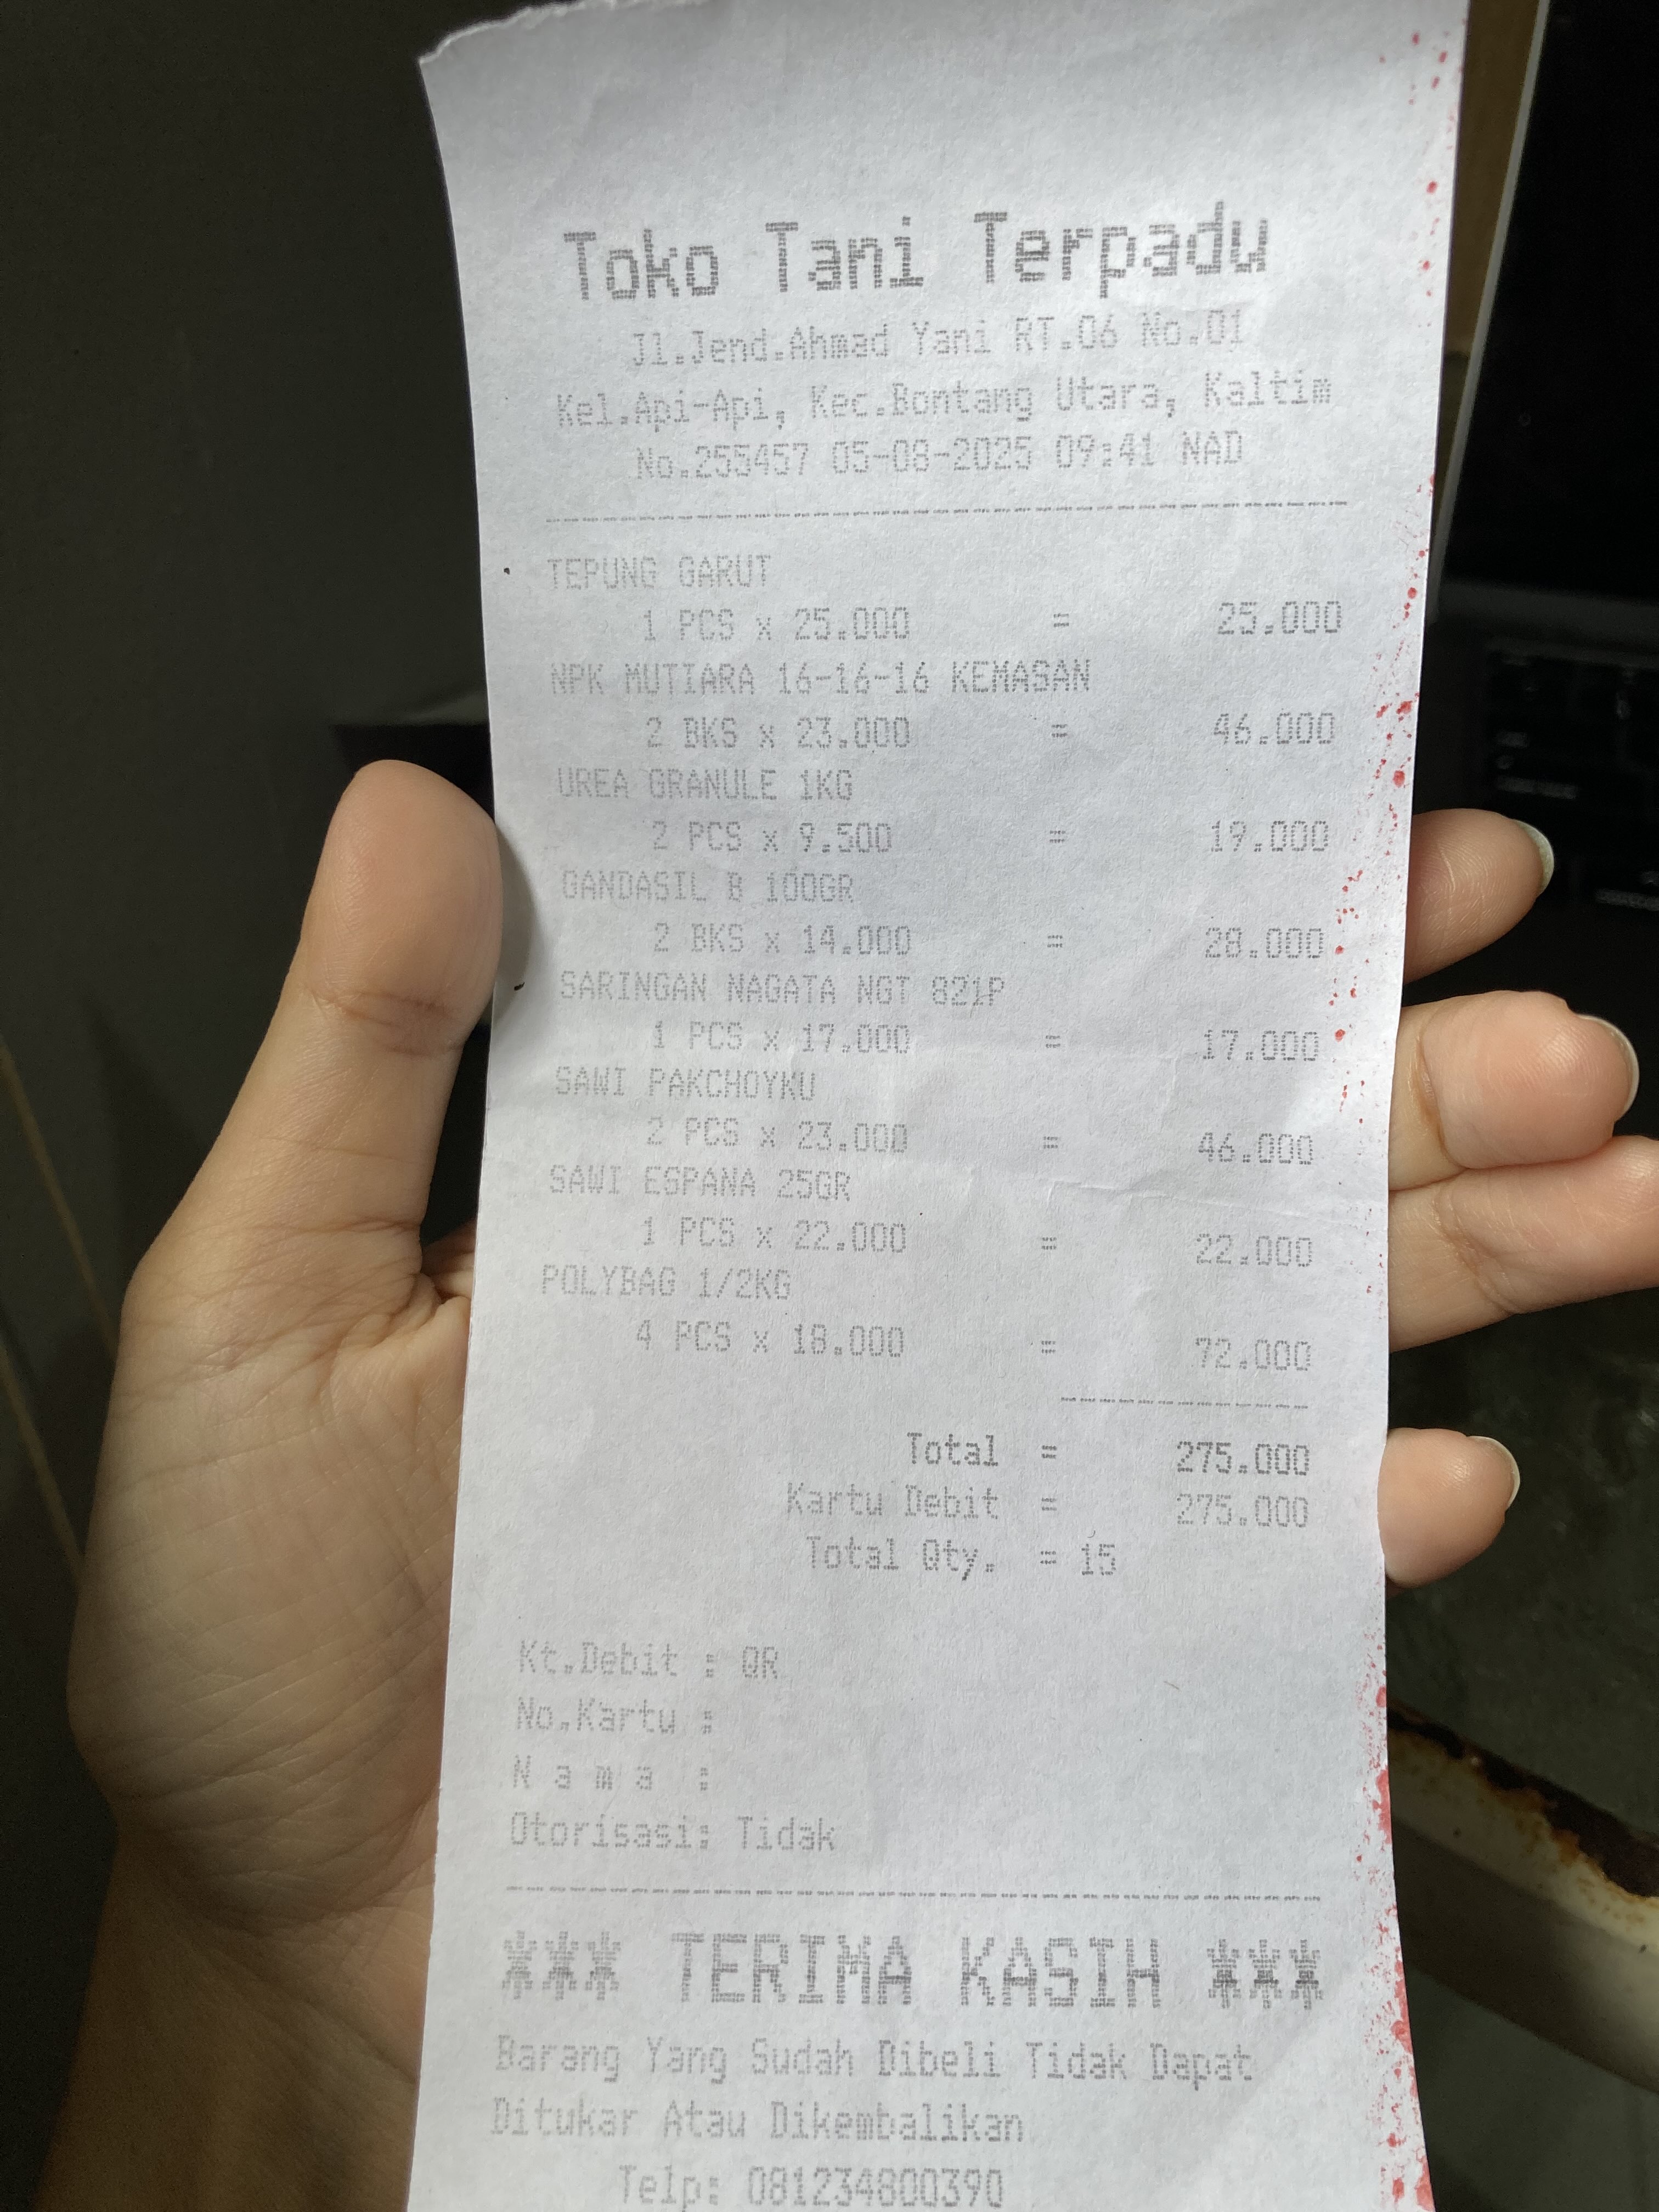 Toko Tani Terpadu
Jl.Jend.Ahmad Yani RT.06 No.01
Kel.Api-Api, Kec.Bontang Utara, Kaltim
No.255457 05-08-2025 09:41 NAD
TEPUNG GARUT
1 PCS x 25.000 = 25.000
NPK MUTIARA 16-16-16 KEMASAN
2 BKS x 23.000 = 46.000
UREA GRANULE 1KG
2 PCS x 9.500 = 19.000
GANDASIL B 100GR
2 BKS x 14.000 = 28.000
SARINGAN NAGATA NGT 821P
1 PCS x 17.000 = 17.000
SAWI PAKCHOYKU
2 PCS x 23.000 = 46.000
SAWI ESPANA 25GR
1 PCS x 22.000 = 22.000
POLYBAG 1/2KG
4 PCS x 18.000 = 72.000
Total = 275.000
Kartu Debit = 275.000
Total Qty. = 15
Kt.Debit : QR
No.Kartu :
N a m a :
Otorisasi: Tidak
*** TERIMA KASIH ***
Barang Yang Sudah Dibeli Tidak Dapat
Ditukar Atau Dikembalikan
Telp: 081234800390